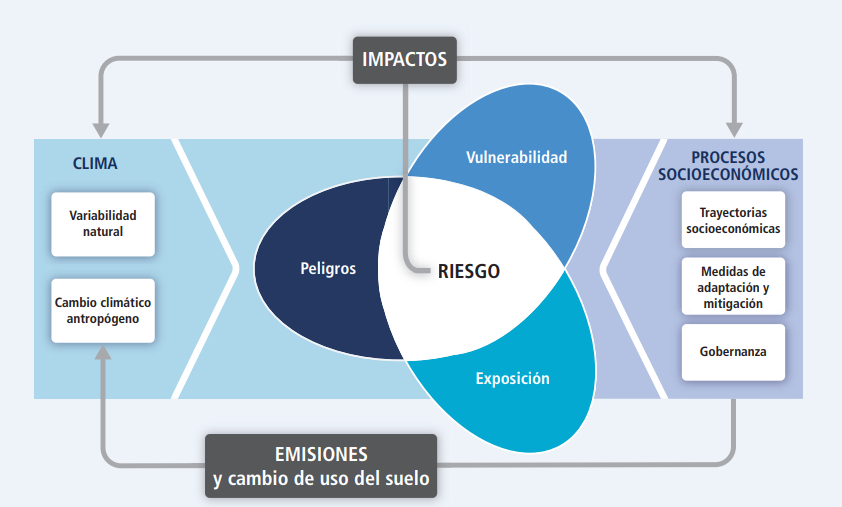 IMPACTOS
CLIMA
Variabilidad
natural
Cambio climático
antropógeno
Peligros
Vulnerabilidad
RIESGO
Exposición
PROCESOS
SOCIOECONÓMICOS
Trayectorias
socioeconómicas
Medidas de
adaptación y
mitigación
Gobernanza
EMISIONES
y cambio de uso del suelo